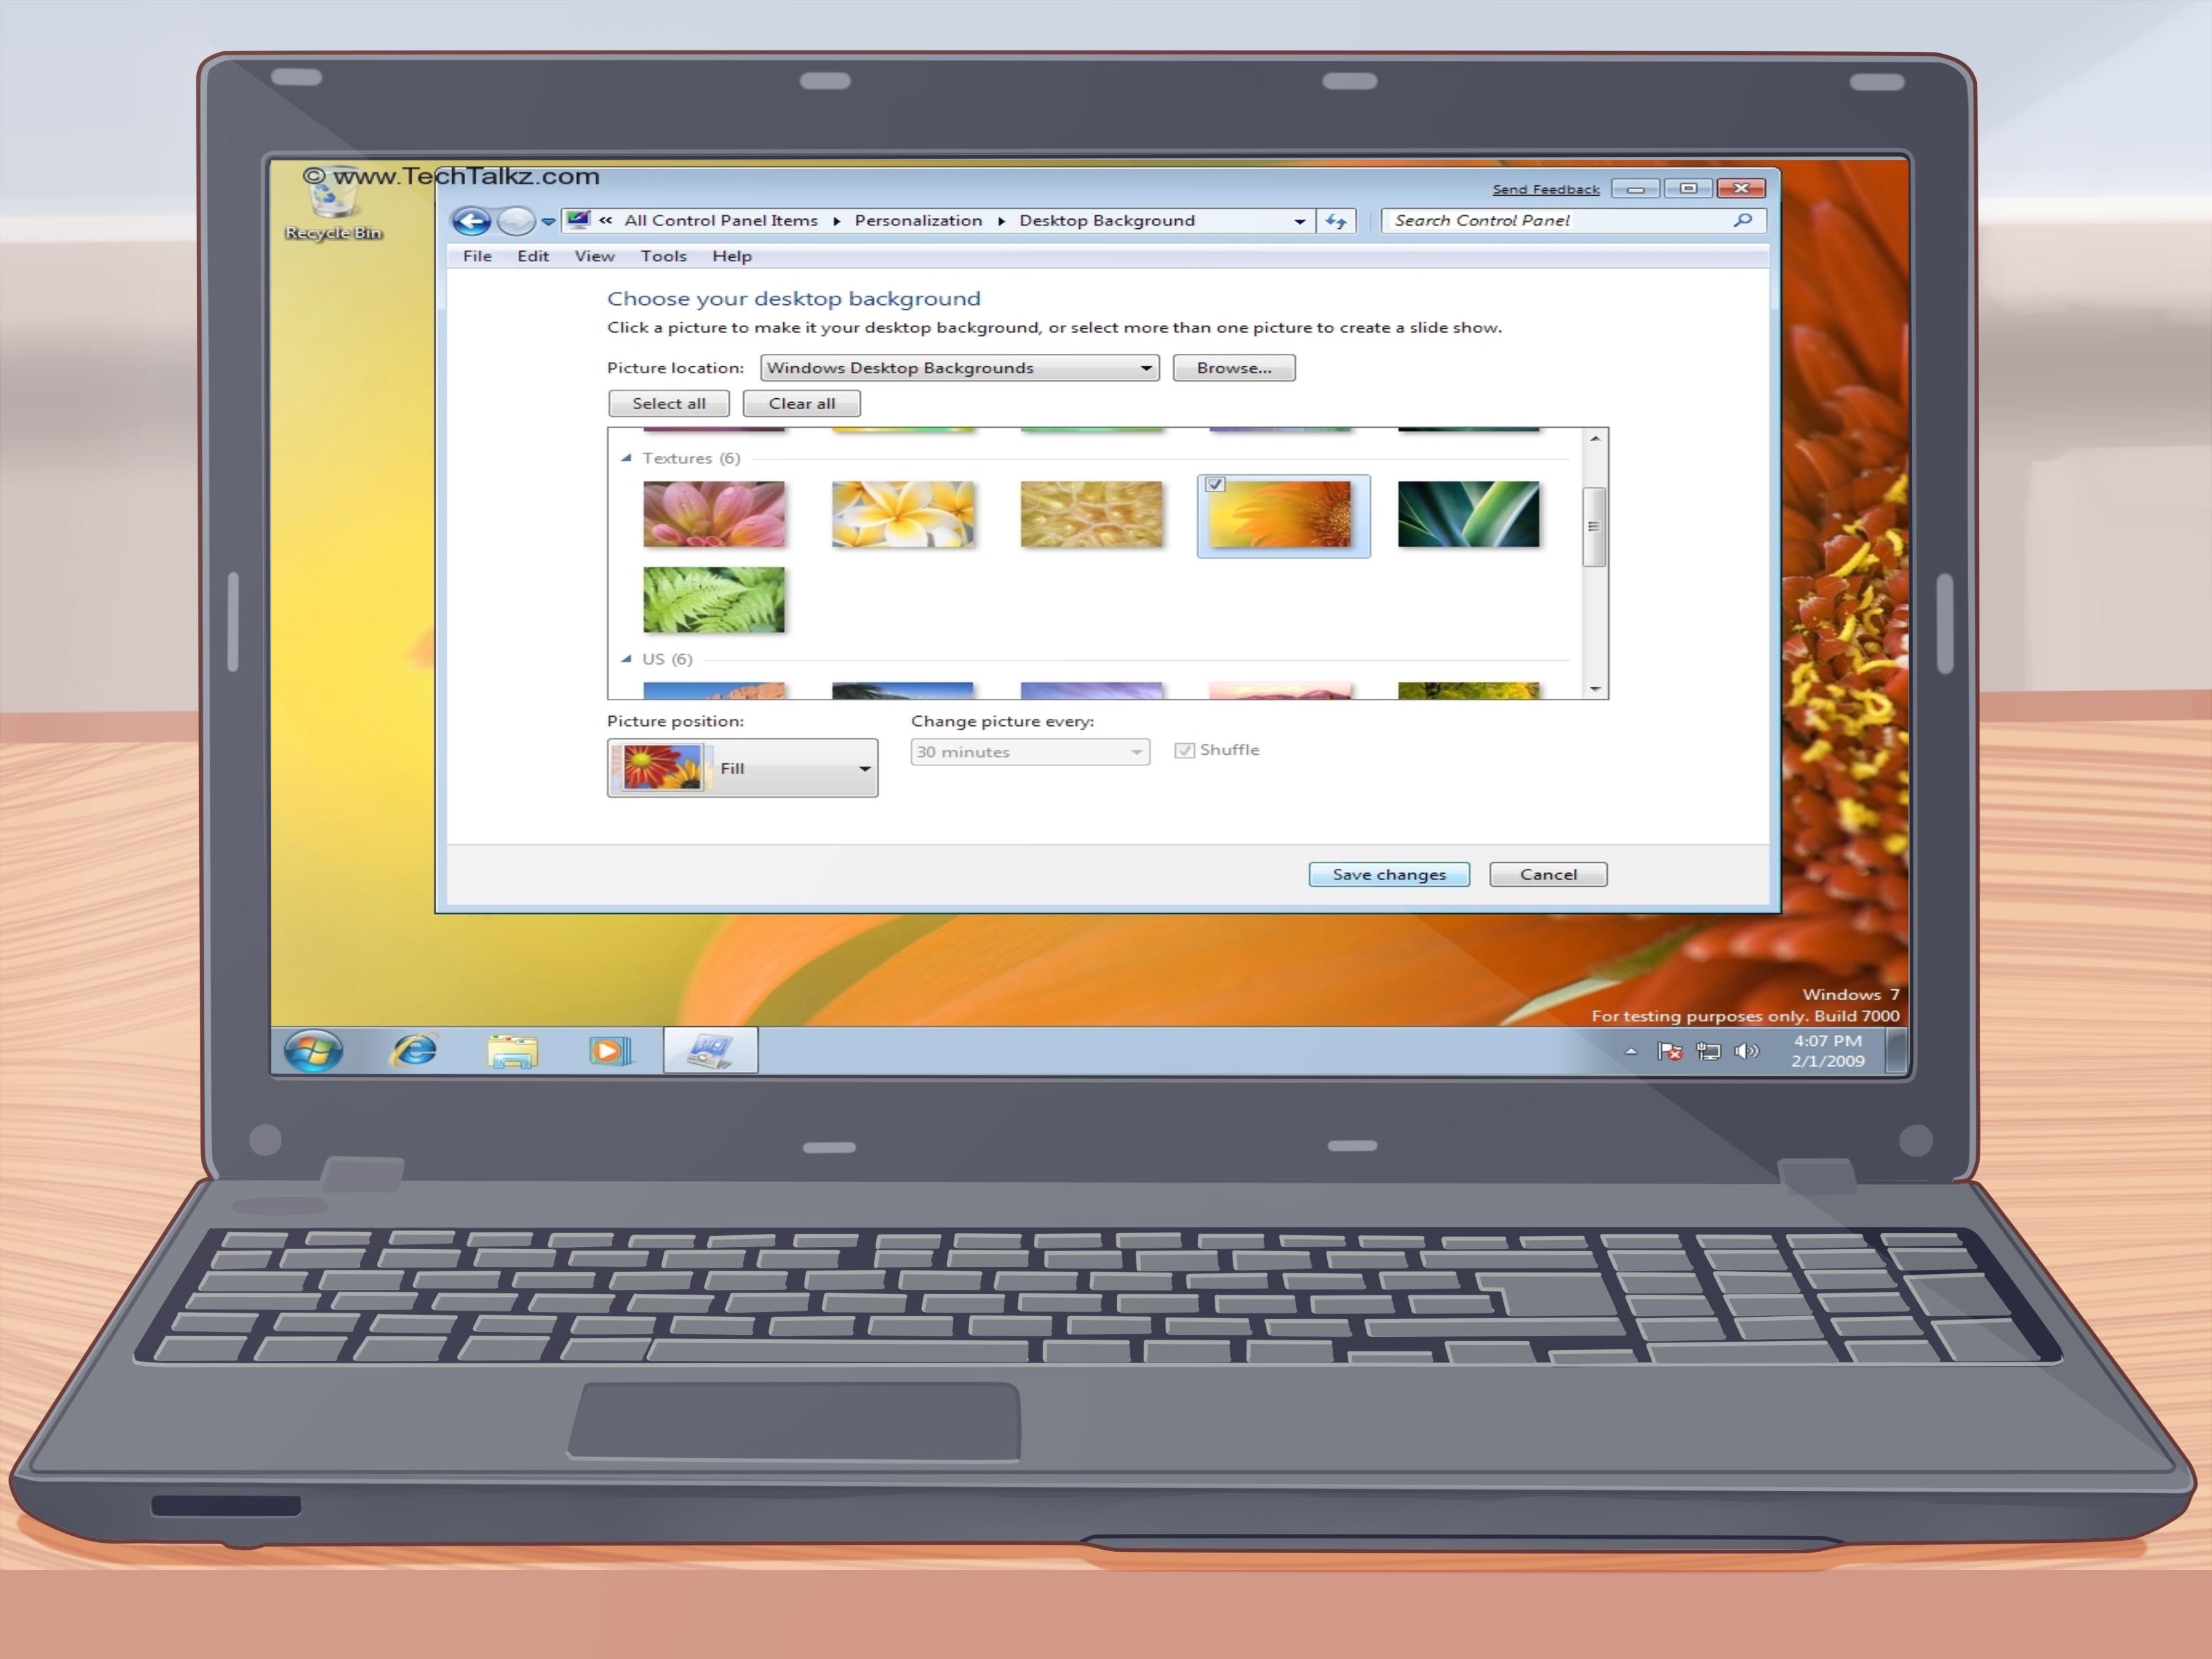 © www.TechTalkz.com
Recycle Bin
Send Feedback
« All Control Panel Items ▸ Personalization ▸ Desktop Background
Search Control Panel
File Edit View Tools Help
Choose your desktop background
Click a picture to make it your desktop background, or select more than one picture to create a slide show.
Picture location: Windows Desktop Backgrounds Browse...
Select all Clear all
Textures (6)
US (6)
Picture position: Change picture every:
Fill 30 minutes Shuffle
Save changes Cancel
Windows 7
For testing purposes only. Build 7000
4:07 PM
2/1/2009